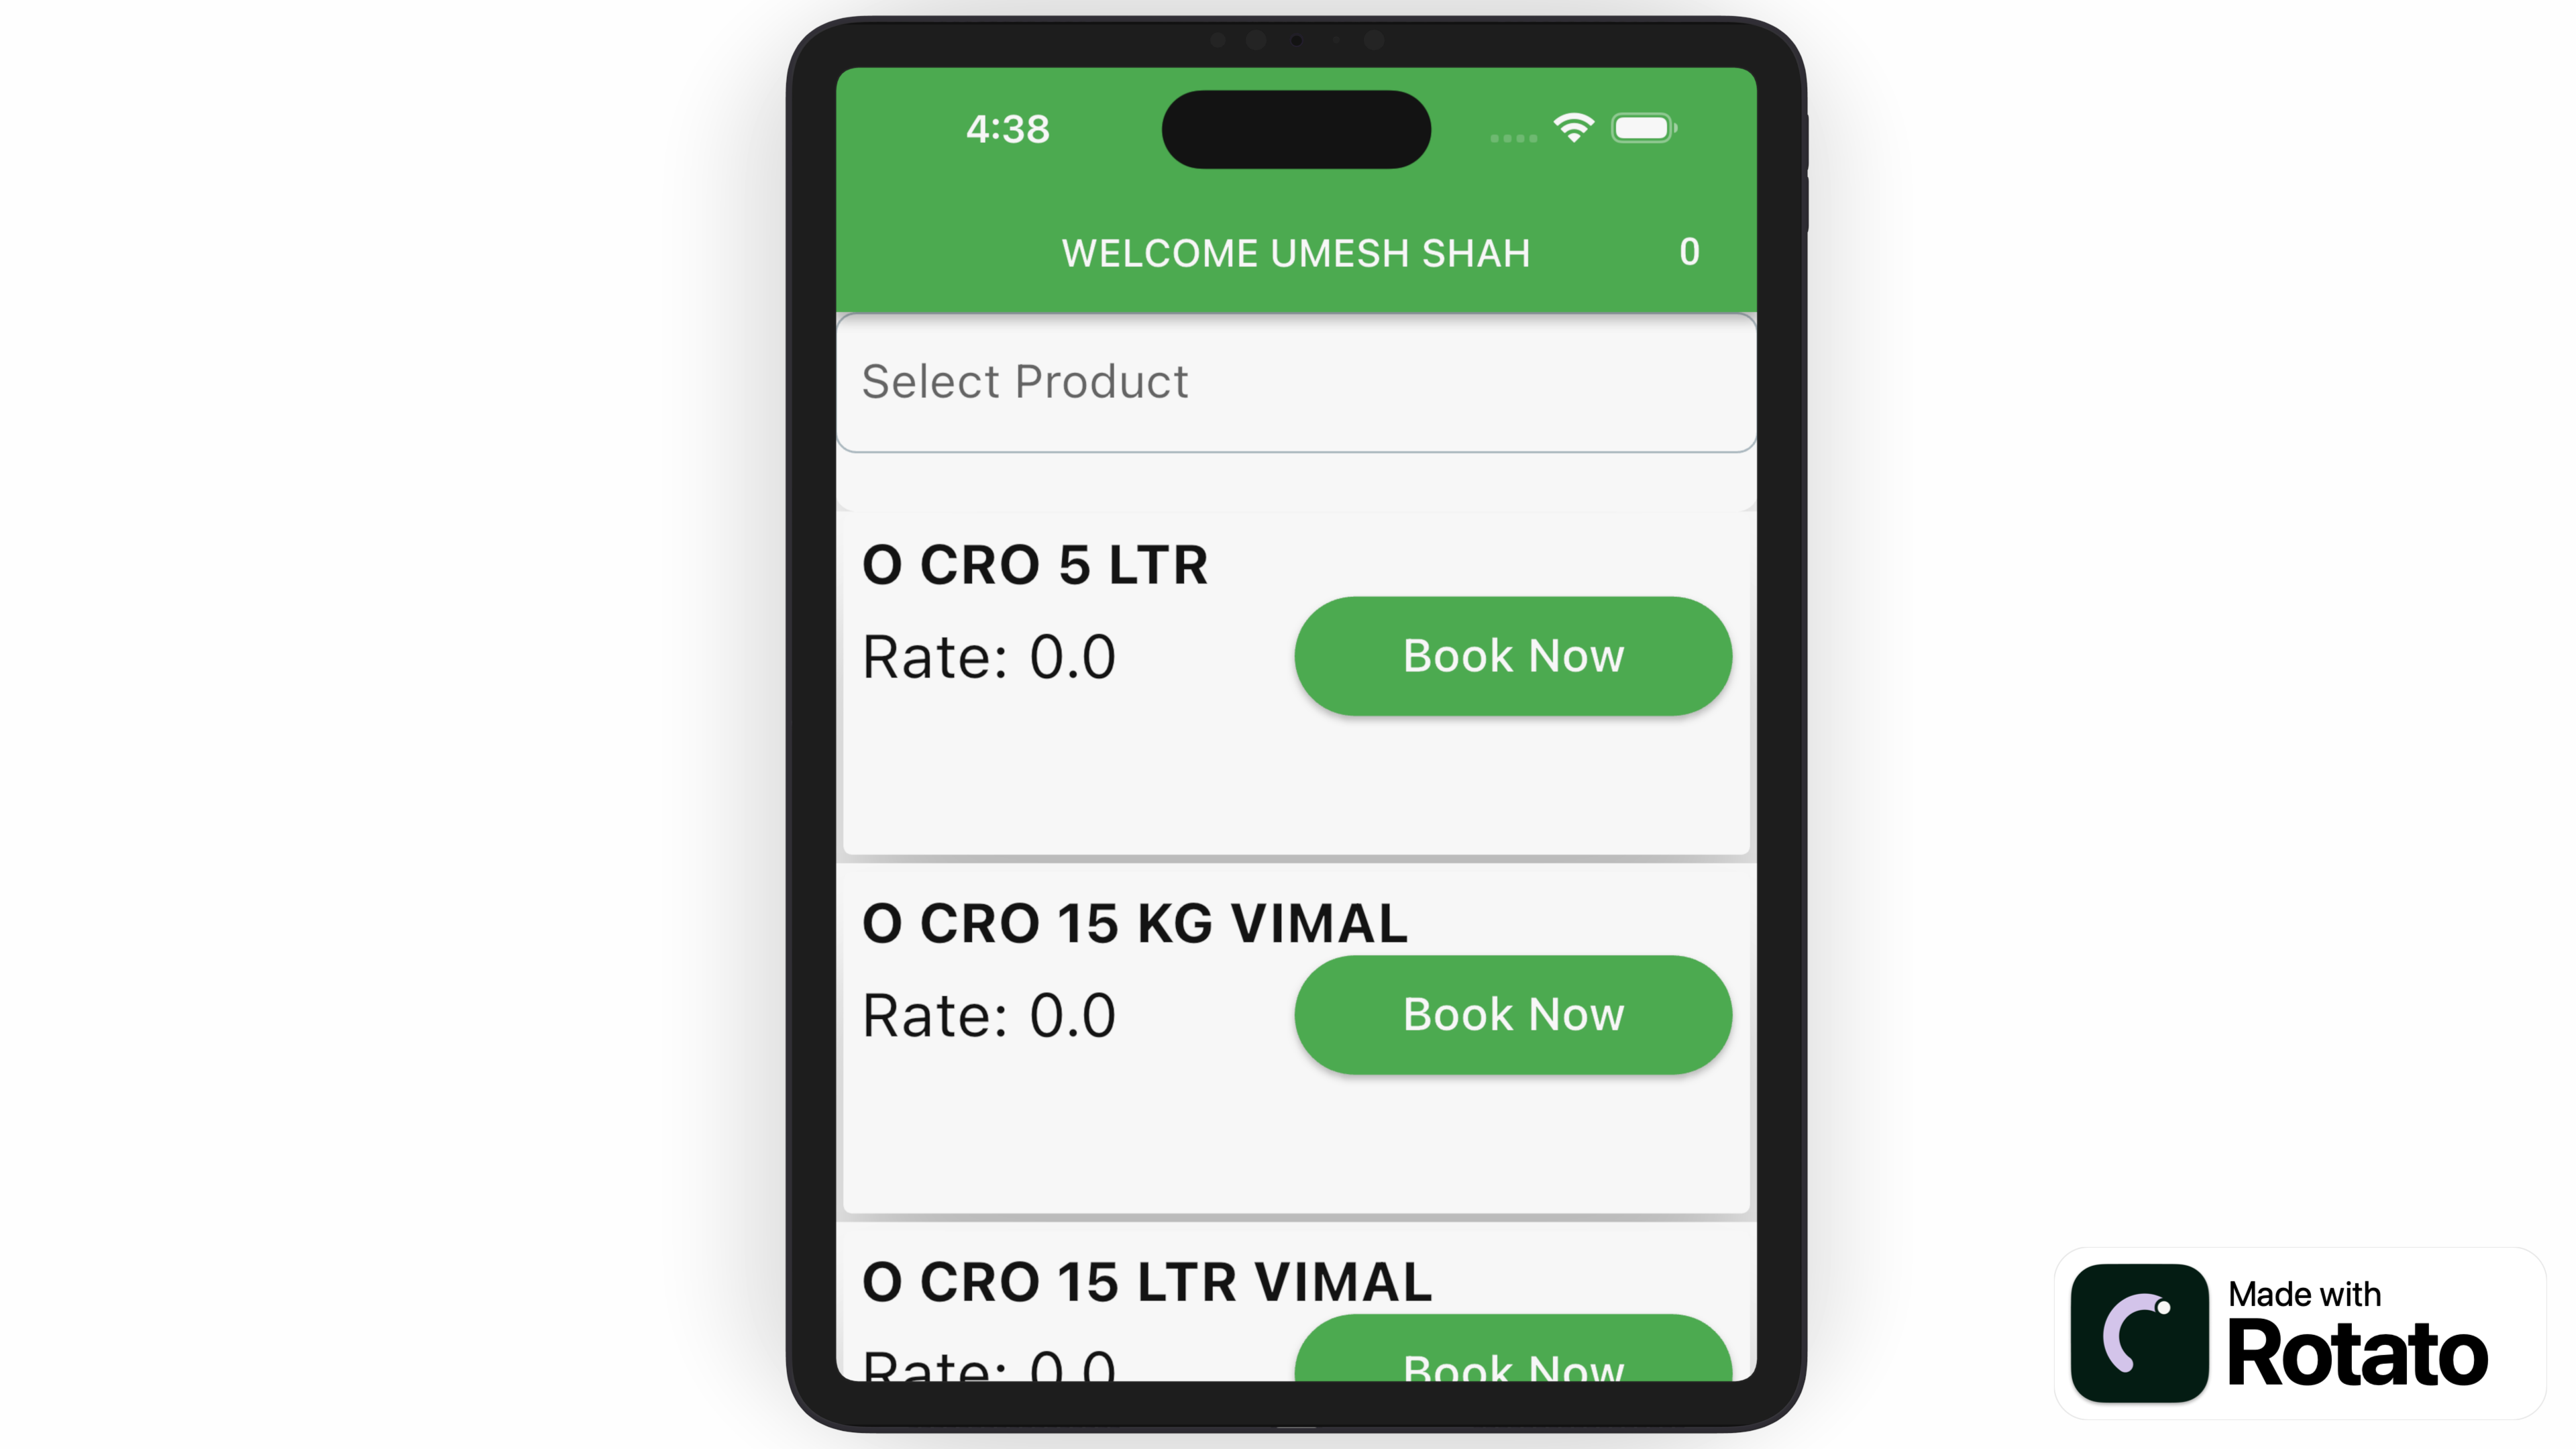 4:38
WELCOME UMESH SHAH 0
Select Product
O CRO 5 LTR
Rate: 0.0 Book Now
O CRO 15 KG VIMAL
Rate: 0.0 Book Now
O CRO 15 LTR VIMAL
Rate: 0.0 Book Now
Made with
Rotato